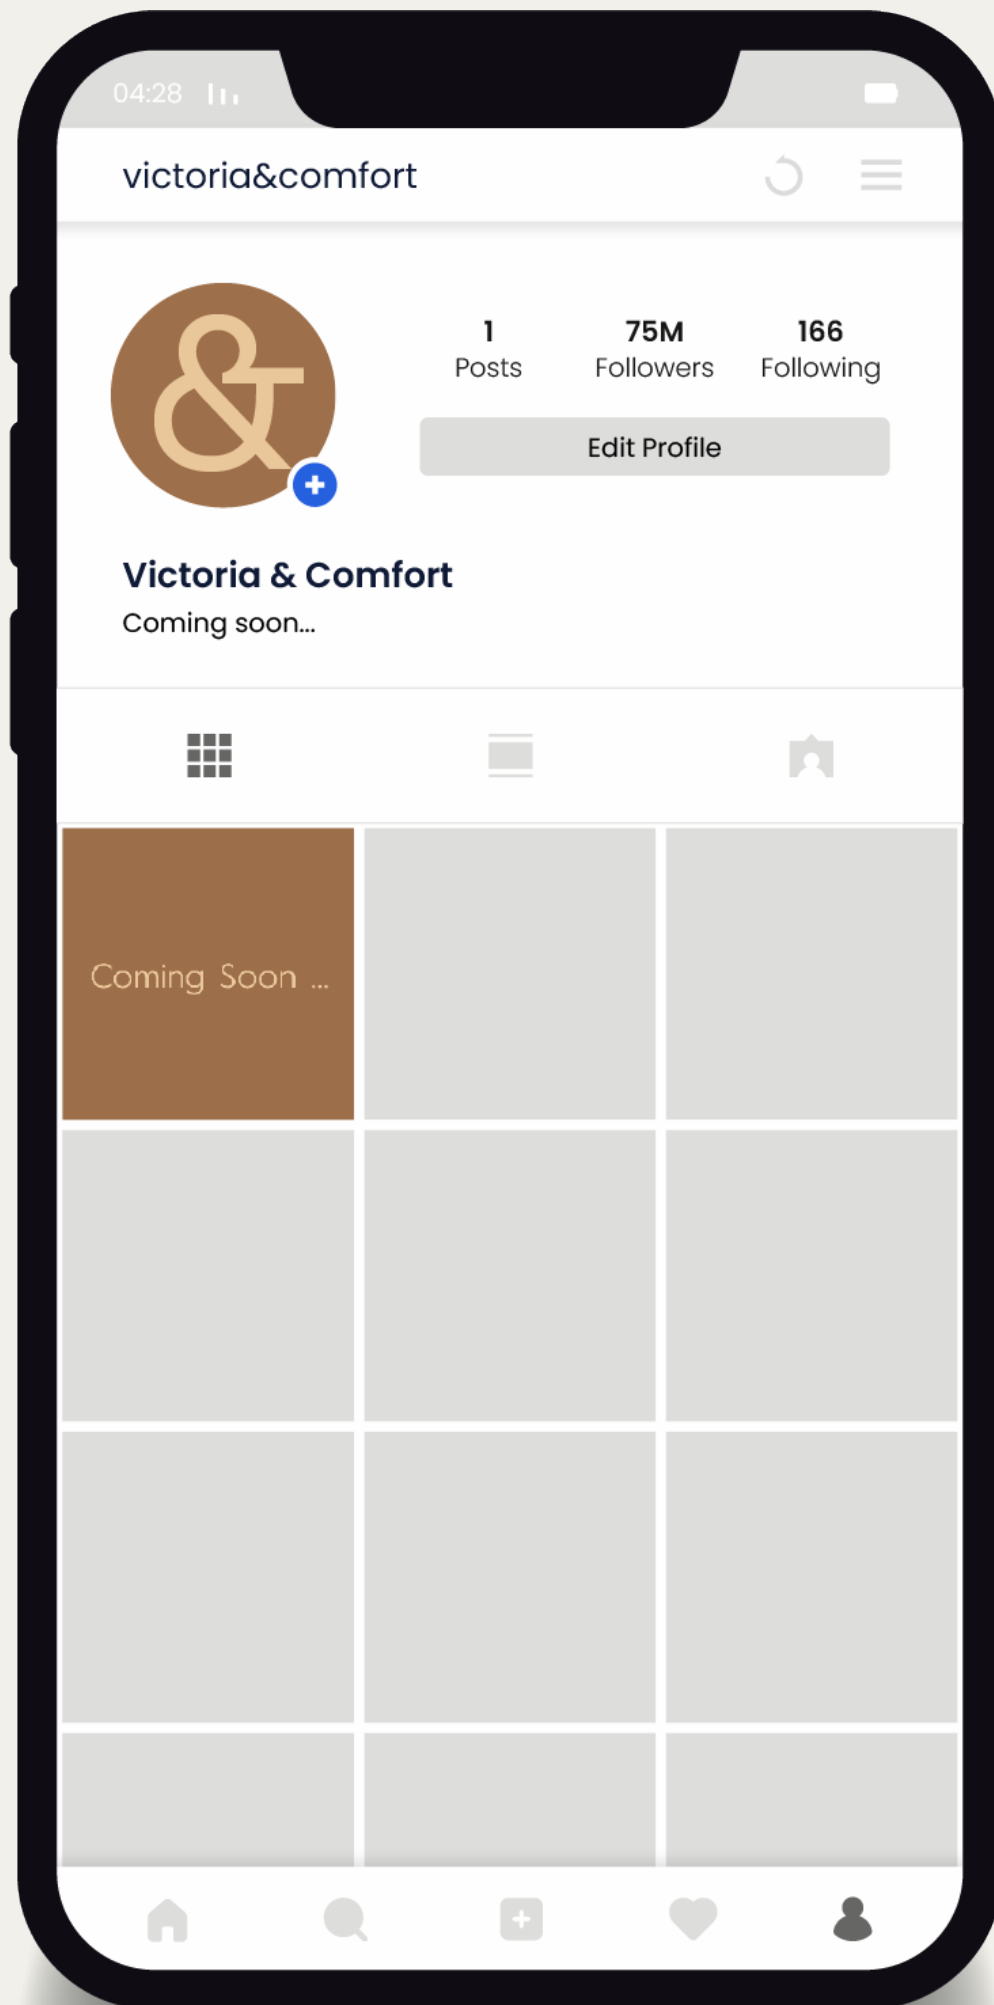 04:28
victoria&comfort
&
1 75M 166
Posts Followers Following
Edit Profile
Victoria & Comfort
Coming soon...
Coming Soon ...